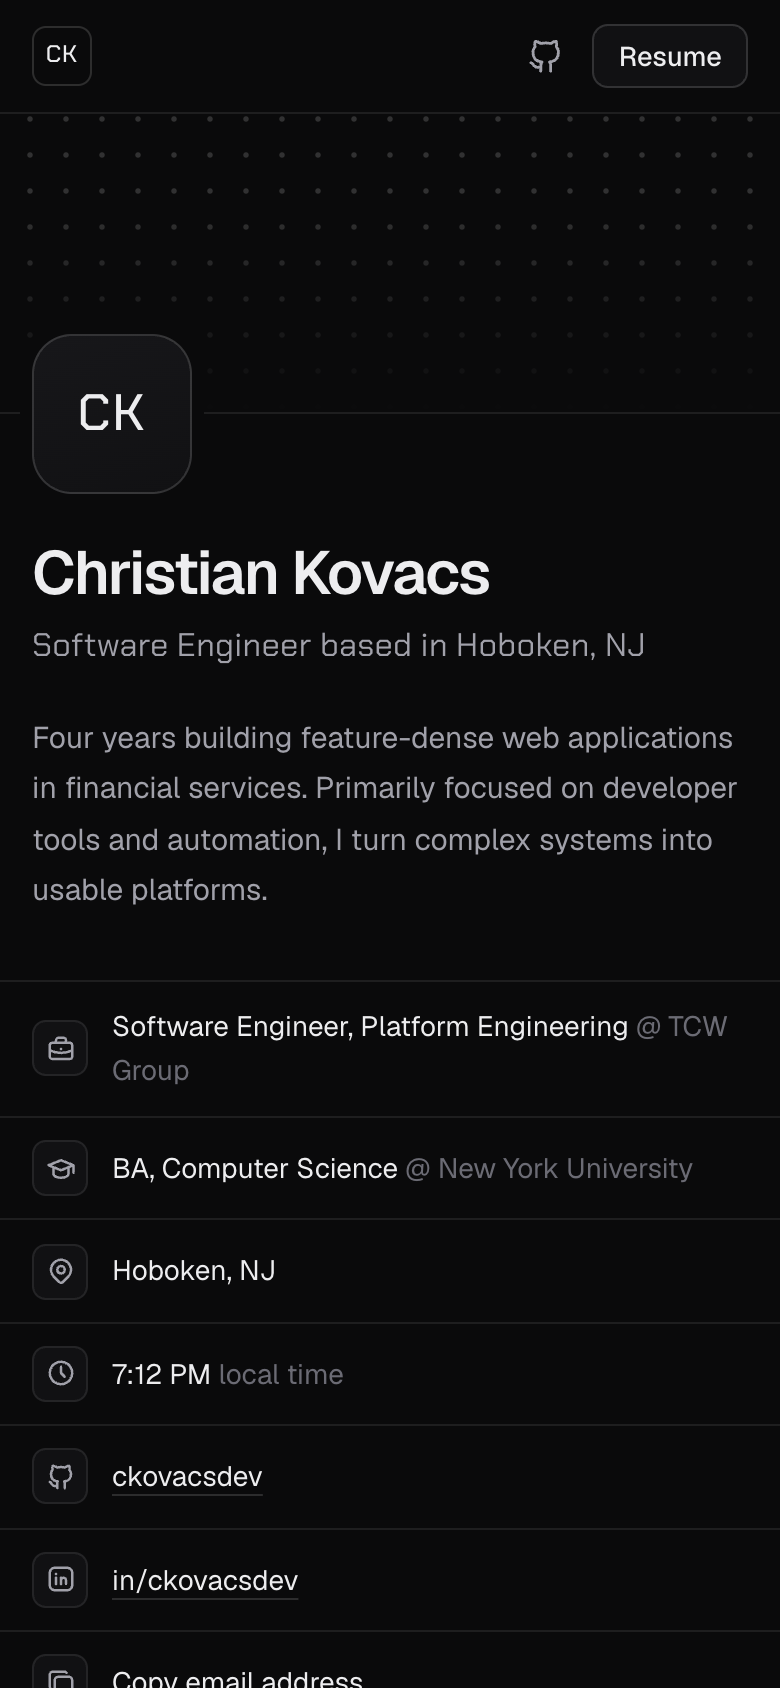 CK
Resume
CK
Christian Kovacs
Software Engineer based in Hoboken, NJ
Four years building feature-dense web applications
in financial services. Primarily focused on developer
tools and automation, I turn complex systems into
usable platforms.
Software Engineer, Platform Engineering @ TCW
Group
BA, Computer Science @ New York University
Hoboken, NJ
7:12 PM local time
ckovacsdev
in
in/ckovacsdev
Copy email address